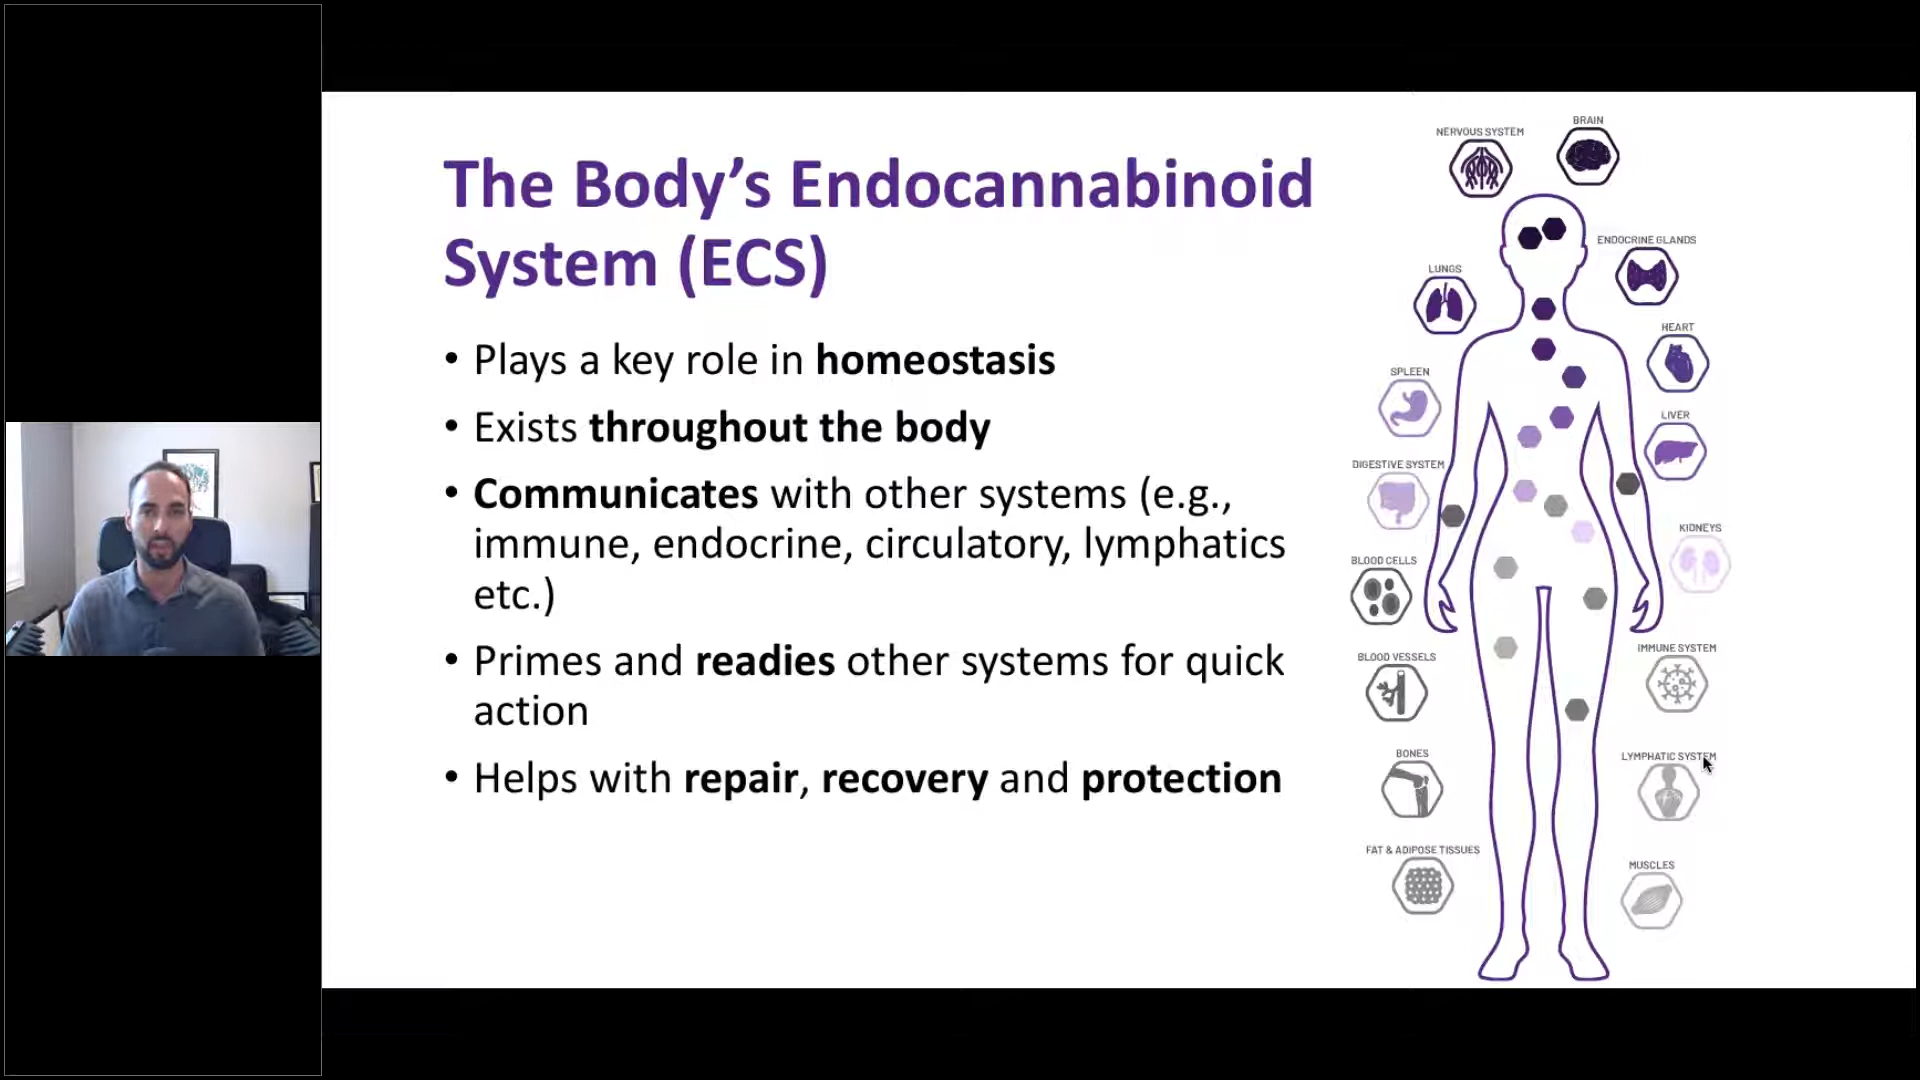 The Body’s Endocannabinoid
System (ECS)
• Plays a key role in homeostasis
• Exists throughout the body
• Communicates with other systems (e.g.,
immune, endocrine, circulatory, lymphatics
etc.)
• Primes and readies other systems for quick
action
• Helps with repair, recovery and protection
BRAIN
NERVOUS SYSTEM
ENDOCRINE GLANDS
LUNGS
HEART
SPLEEN
LIVER
DIGESTIVE SYSTEM
KIDNEYS
BLOOD CELLS
IMMUNE SYSTEM
BLOOD VESSELS
BONES
LYMPHATIC SYSTEM
FAT & ADIPOSE TISSUES
MUSCLES